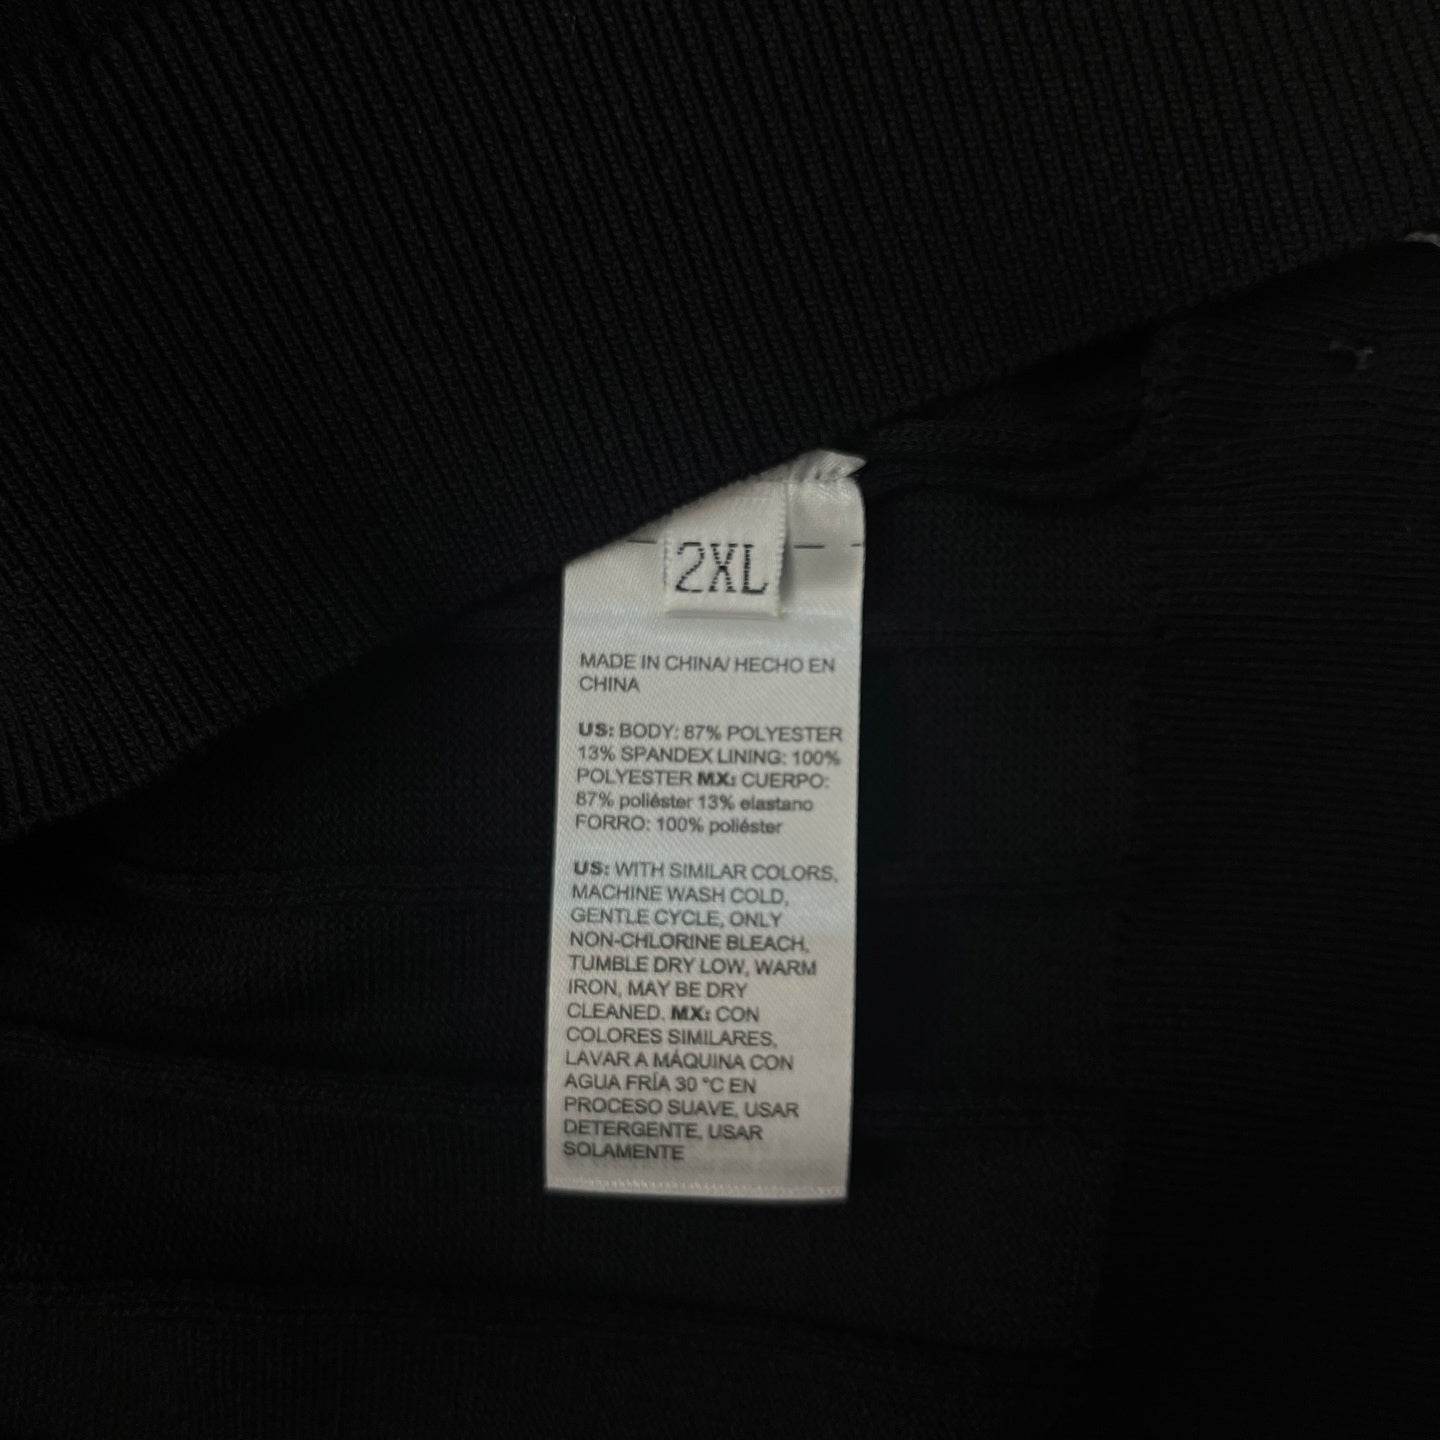 2XL
MADE IN CHINA/ HECHO EN
CHINA
US: BODY: 87% POLYESTER
13% SPANDEX LINING: 100%
POLYESTER MX: CUERPO:
87% poliéster 13% elastano
FORRO: 100% poliéster
US: WITH SIMILAR COLORS,
MACHINE WASH COLD,
GENTLE CYCLE, ONLY
NON-CHLORINE BLEACH,
TUMBLE DRY LOW, WARM
IRON, MAY BE DRY
CLEANED. MX: CON
COLORES SIMILARES,
LAVAR A MÁQUINA CON
AGUA FRÍA 30 °C EN
PROCESO SUAVE, USAR
DETERGENTE, USAR
SOLAMENTE